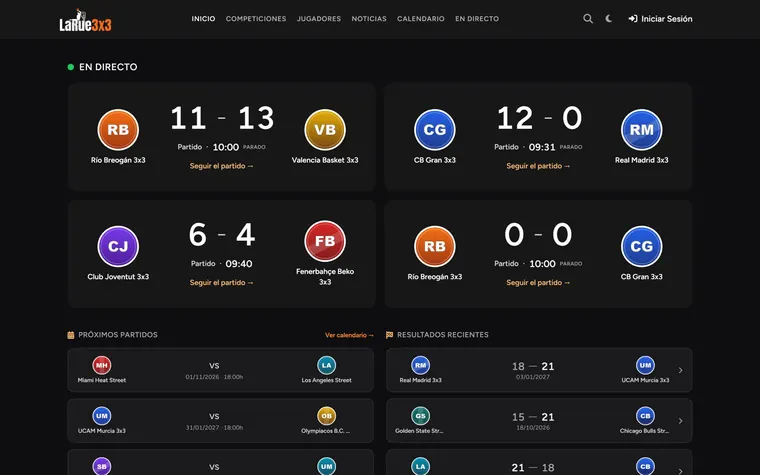 LaRue3x3
INICIO COMPETICIONES JUGADORES NOTICIAS CALENDARIO EN DIRECTO
Iniciar Sesión
EN DIRECTO
RB 11 - 13 VB
Partido · 10:00 PARADO
Río Breogán 3x3 Valencia Basket 3x3
Seguir el partido →
CG 12 - 0 RM
Partido · 09:31 PARADO
CB Gran 3x3 Real Madrid 3x3
Seguir el partido →
CJ 6 - 4 FB
Partido · 09:40
Club Joventut 3x3 Fenerbahçe Beko 3x3
Seguir el partido →
RB 0 - 0 CG
Partido · 10:00 PARADO
Río Breogán 3x3 CB Gran 3x3
Seguir el partido →
PRÓXIMOS PARTIDOS Ver calendario →
MH VS LA
Miami Heat Street 01/11/2026 · 18:00h Los Angeles Street
UM VS OB
UCAM Murcia 3x3 31/01/2027 · 18:00h Olympiacos B.C. ...
SB VS UM
RESULTADOS RECIENTES
RM 18 — 21 UM
Real Madrid 3x3 03/01/2027 UCAM Murcia 3x3
GS 15 — 21 CB
Golden State Str... 18/10/2026 Chicago Bulls Str...
LA 21 — 18 CB